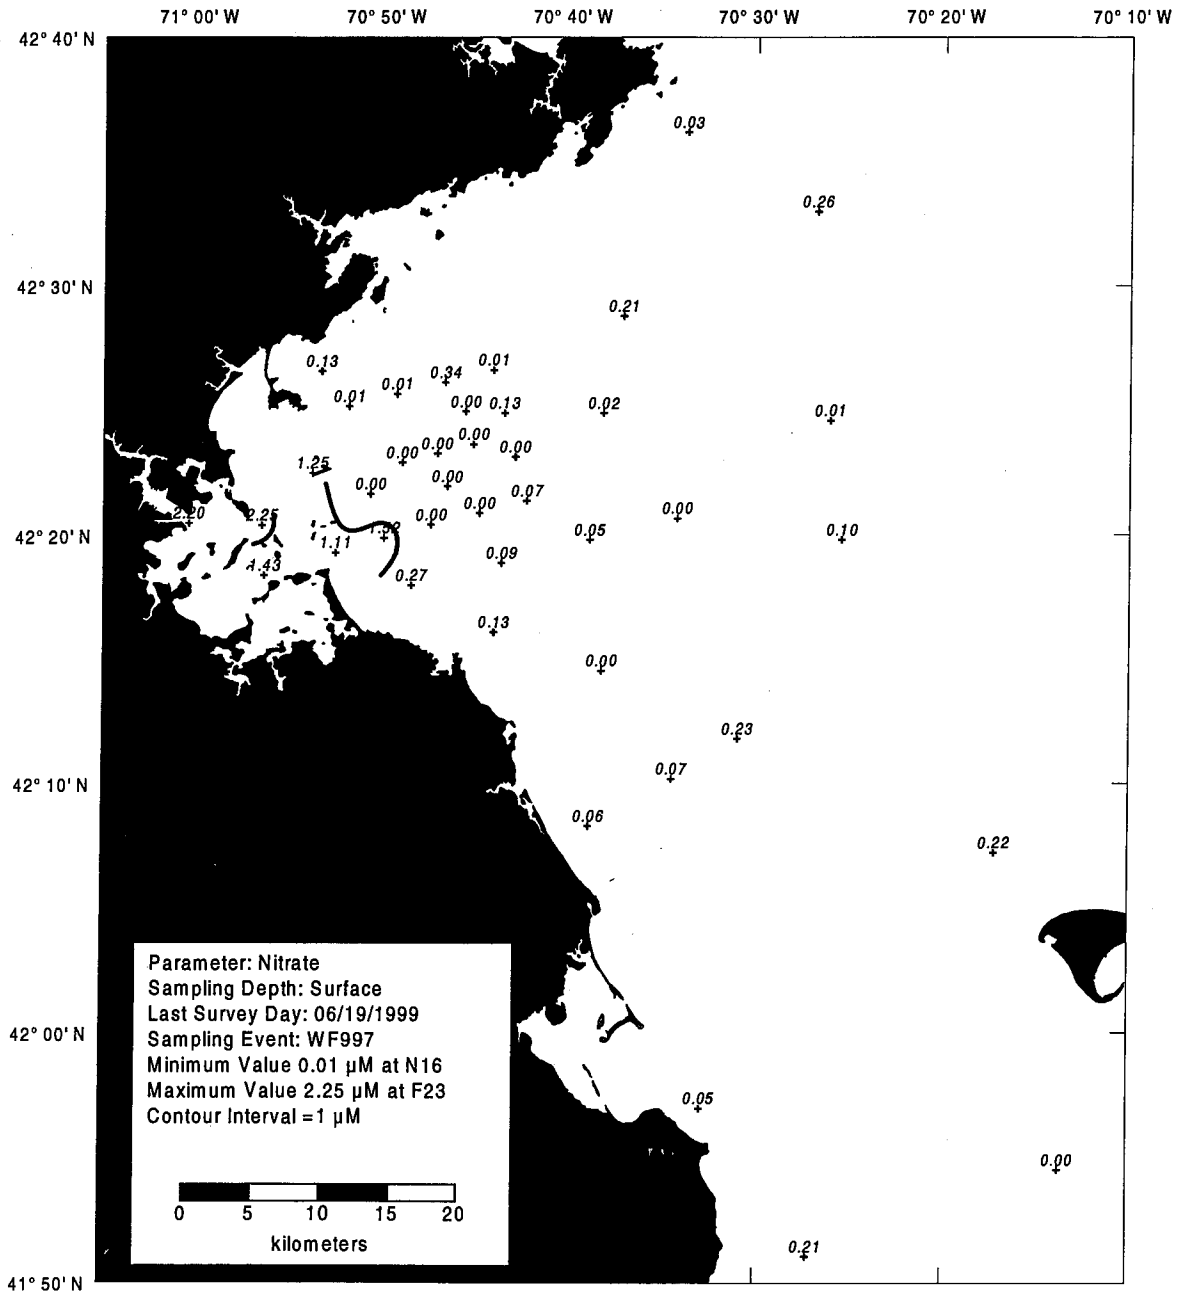 71° 00' W 70° 50' W 70° 40' W 70° 30' W 70° 20' W 70° 10' W
42° 40' N
0.03
0.26
42° 30' N
0.21
0.13 0.01
0.34
0.01
0.01 0.00 0.13 0.02 0.01
0.00
0.00 0.00 0.00
1.25
0.00 0.00 0.07
2.20 2.25 0.00 0.00 0.00
42° 20' N
1.52 0.05 0.10
1.11 0.09
1.43 0.27
0.13
0.00
0.23
42° 10' N
0.07
0.06
0.22
Parameter: Nitrate
Sampling Depth: Surface
Last Survey Day: 06/19/1999
42° 00' N
Sampling Event: WF997
Minimum Value 0.01 µM at N16
Maximum Value 2.25 µM at F23
Contour Interval =1 µM
0.05
0.00
0 5 10 15 20
kilometers
0.21
41° 50' N